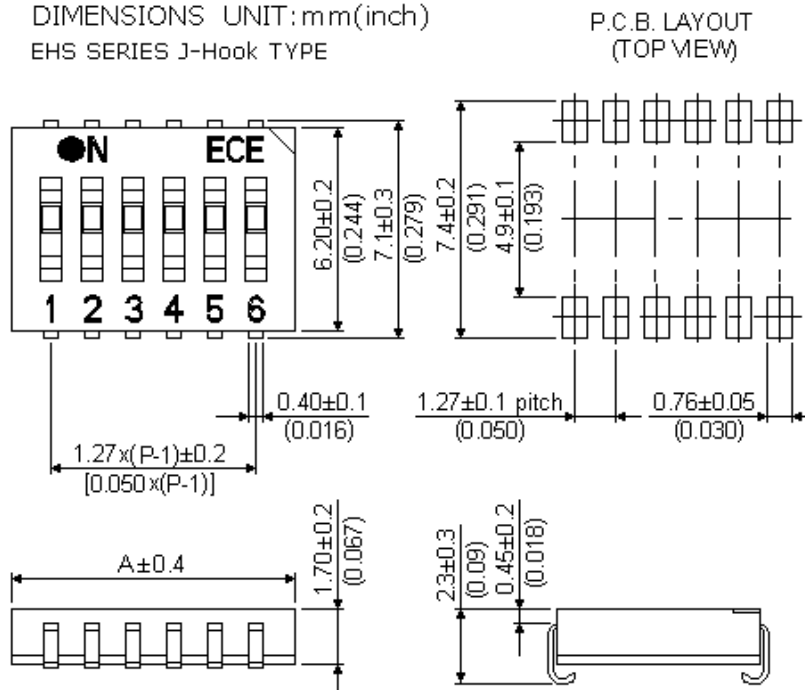 DIMENSIONS UNIT:mm(inch)
EHS SERIES J-Hook TYPE
P.C.B. LAYOUT
(TOP VIEW)
ON ECE
1 2 3 4 5 6
6.20±0.2
(0.244)
7.1±0.3
(0.279)
7.4±0.2
(0.291)
4.9±0.1
(0.193)
0.40±0.1
(0.016)
1.27±0.1 pitch
(0.050)
0.76±0.05
(0.030)
1.27x(P-1)±0.2
[0.050x(P-1)]
A±0.4
1.70±0.2
(0.067)
2.3±0.3
(0.09)
0.45±0.2
(0.018)